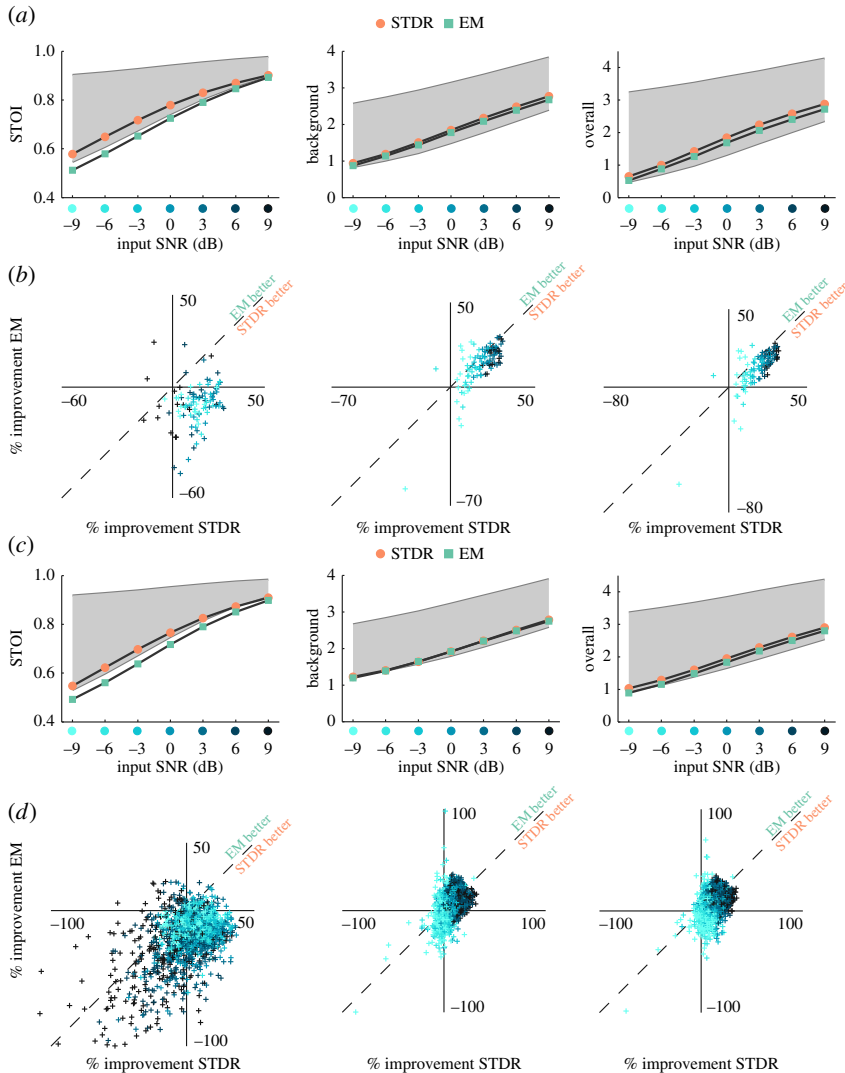 (a)
STDR EM
STOI
1.0
0.8
0.6
0.4
–9 –6 –3 0 3 6 9
input SNR (dB)
background
4
3
2
1
0
–9 –6 –3 0 3 6 9
input SNR (dB)
overall
4
3
2
1
0
–9 –6 –3 0 3 6 9
input SNR (dB)
(b)
% improvement EM
50
EM better
STDR better
–60 50
–60
% improvement STDR
50
EM better
STDR better
–70 50
–70
% improvement STDR
50
EM better
STDR better
–80 50
–80
% improvement STDR
(c)
STDR EM
STOI
1.0
0.8
0.6
0.4
–9 –6 –3 0 3 6 9
input SNR (dB)
background
4
3
2
1
0
–9 –6 –3 0 3 6 9
input SNR (dB)
overall
4
3
2
1
0
–9 –6 –3 0 3 6 9
input SNR (dB)
(d)
% improvement EM
50
EM better
STDR better
–100 50
–100
% improvement STDR
100
EM better
STDR better
–100 100
–100
% improvement STDR
100
EM better
STDR better
–100 100
–100
% improvement STDR